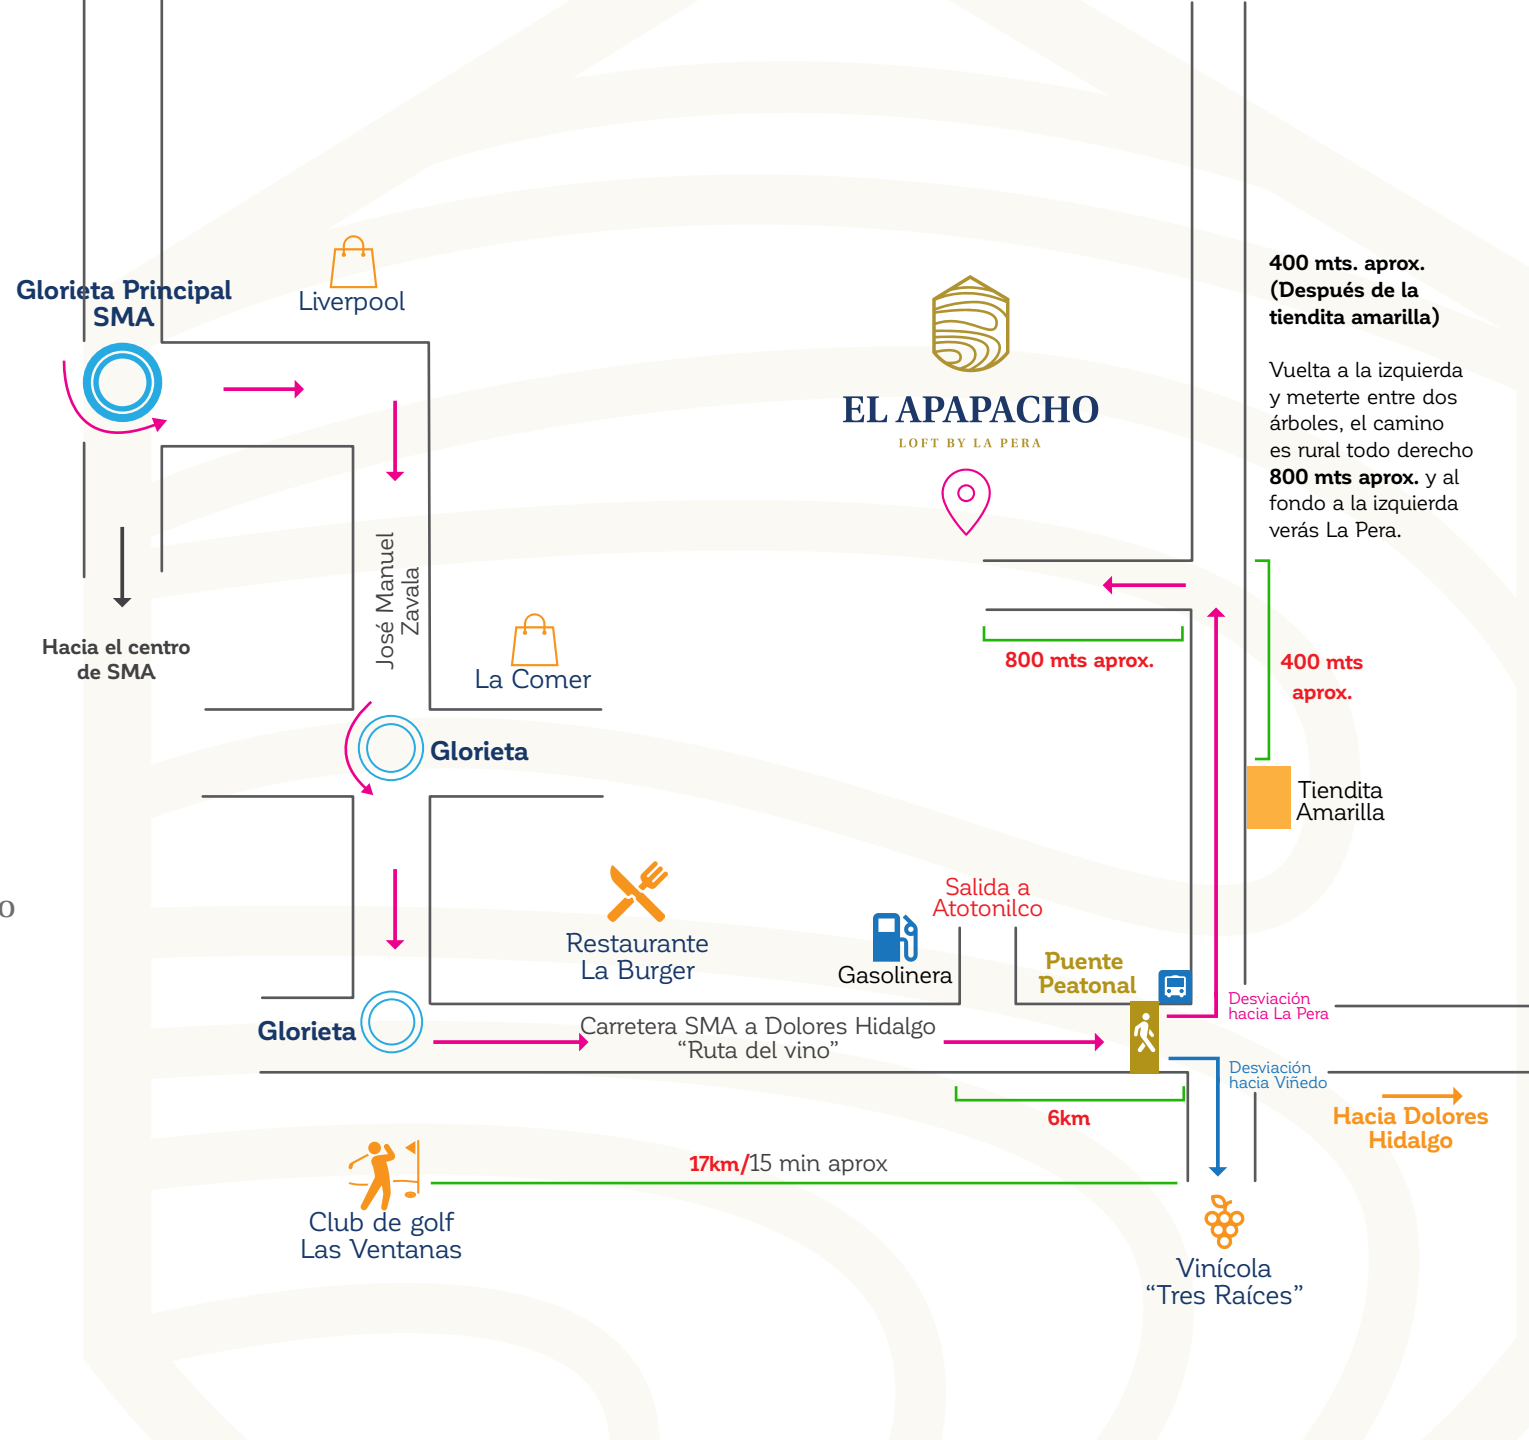 Glorieta Principal
SMA
Liverpool
EL APAPACHO
LOFT BY LA PERA
400 mts. aprox.
(Después de la
tiendita amarilla)
Vuelta a la izquierda
y meterte entre dos
árboles, el camino
es rural todo derecho
800 mts aprox. y al
fondo a la izquierda
verás La Pera.
José Manuel
Zavala
Hacia el centro
de SMA
La Comer
800 mts aprox.
400 mts
aprox.
Glorieta
Tiendita
Amarilla
o
Restaurante
La Burger
Salida a
Atotonilco
Gasolinera
Puente
Peatonal
Desviación
hacia La Pera
Glorieta
Carretera SMA a Dolores Hidalgo
“Ruta del vino”
Desviación
hacia Viñedo
6km
Hacia Dolores
Hidalgo
17km/15 min aprox
Club de golf
Las Ventanas
Vinícola
“Tres Raíces”